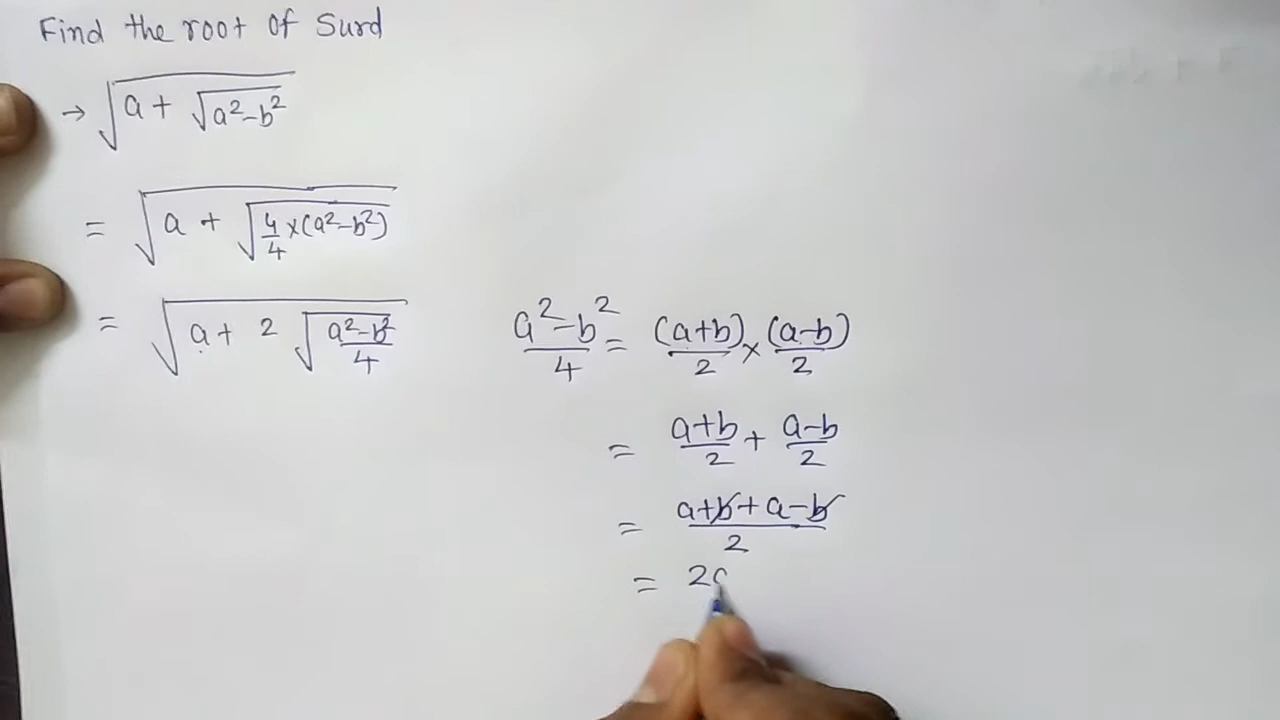 Find the root of Surd
→ √(a + √(a²-b²))
= √(a + √(4/4 × (a²-b²)))
= √(a + 2 √((a²-b²)/4))
(a²-b²)/4 = (a+b)/2 × (a-b)/2
= (a+b)/2 + (a-b)/2
= (a+b+a-b)/2
= 2a